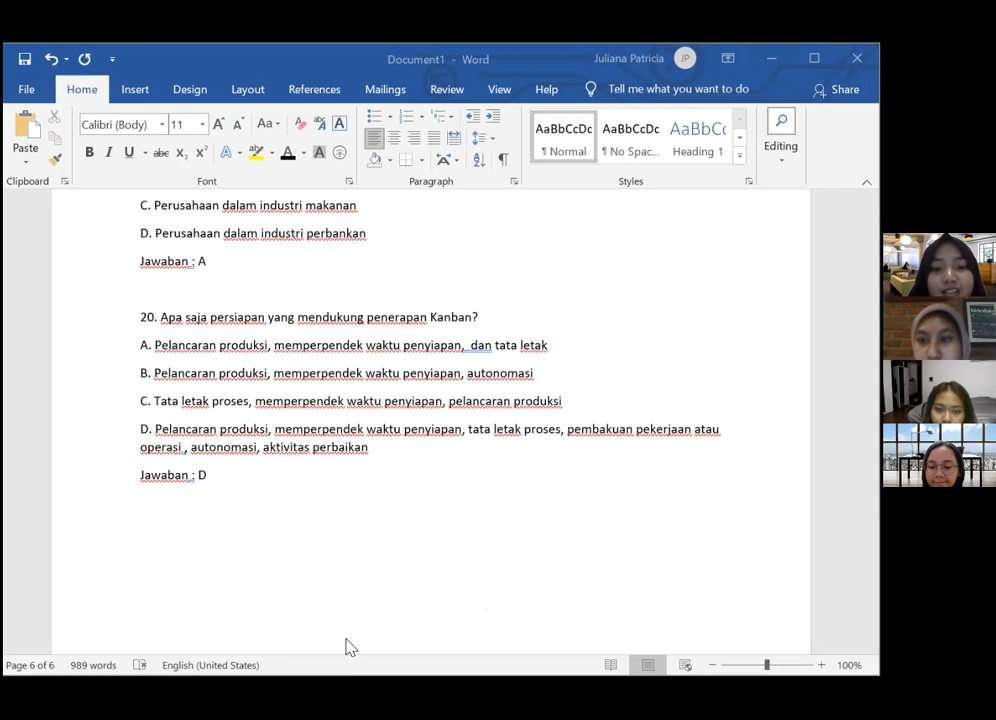 Document1 - Word
Juliana Patricia
JP
File Home Insert Design Layout References Mailings Review View Help Tell me what you want to do Share
Paste
Calibri (Body) 11
AaBbCcDc AaBbCcDc AaBbCc
¶ Normal ¶ No Spac... Heading 1
Editing
Clipboard Font Paragraph Styles
C. Perusahaan dalam industri makanan
D. Perusahaan dalam industri perbankan
Jawaban : A
20. Apa saja persiapan yang mendukung penerapan Kanban?
A. Pelancaran produksi, memperpendek waktu penyiapan,  dan tata letak
B. Pelancaran produksi, memperpendek waktu penyiapan, autonomasi
C. Tata letak proses, memperpendek waktu penyiapan, pelancaran produksi
D. Pelancaran produksi, memperpendek waktu penyiapan, tata letak proses, pembakuan pekerjaan atau
operasi , autonomasi, aktivitas perbaikan
Jawaban : D
Page 6 of 6 989 words English (United States) 100%